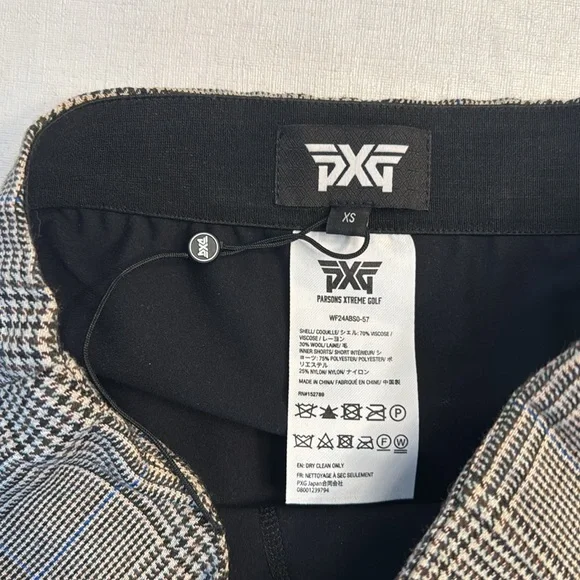 PXG
XS
PXG
PXG
PARSONS XTREME GOLF
WF24ABS0-57
SHELL/ COQUILLE/ シェル: 70% VISCOSE /
VISCOSE / レーヨン
30% WOOL/ LAINE/ 毛
INNER SHORTS/ SHORT INTÉRIEUR/ シ
ョーツ: 75% POLYESTER/ POLYESTER/ ポ
リエステル
25% NYLON/ NYLON/ ナイロン
MADE IN CHINA / FABRIQUÉ EN CHINE/ 中国製
RN#152789
P
F W
EN: DRY CLEAN ONLY
FR: NETTOYAGE À SEC SEULEMENT
PXG Japan合同会社
08001239794